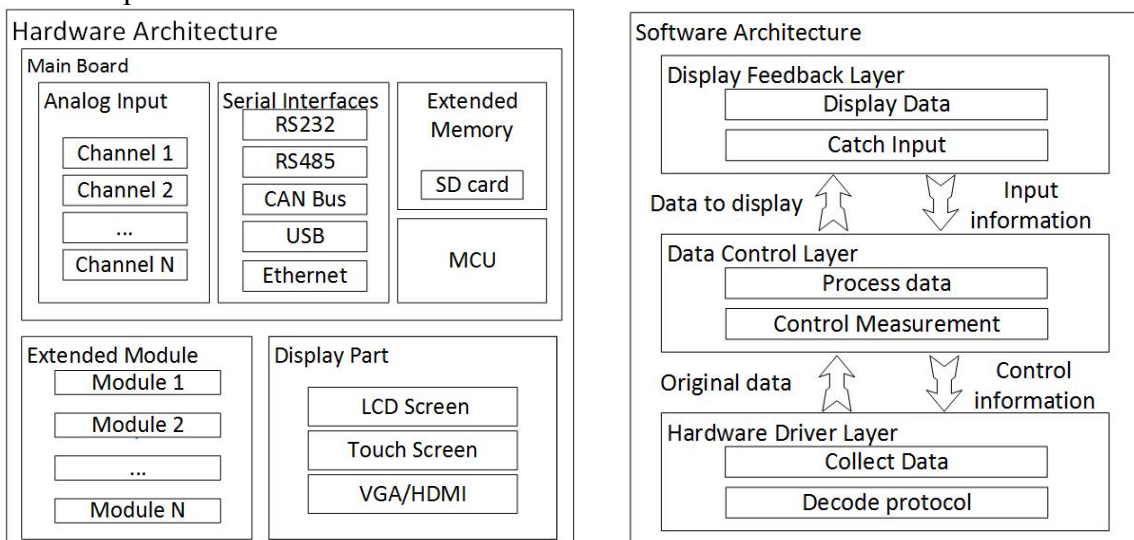 Hardware Architecture
Main Board
Analog Input
Channel 1
Channel 2
...
Channel N
Serial Interfaces
RS232
RS485
CAN Bus
USB
Ethernet
Extended
Memory
SD card
MCU
Extended Module
Module 1
Module 2
...
Module N
Display Part
LCD Screen
Touch Screen
VGA/HDMI
Software Architecture
Display Feedback Layer
Display Data
Catch Input
Data to display
Input
information
Data Control Layer
Process data
Control Measurement
Original data
Control
information
Hardware Driver Layer
Collect Data
Decode protocol